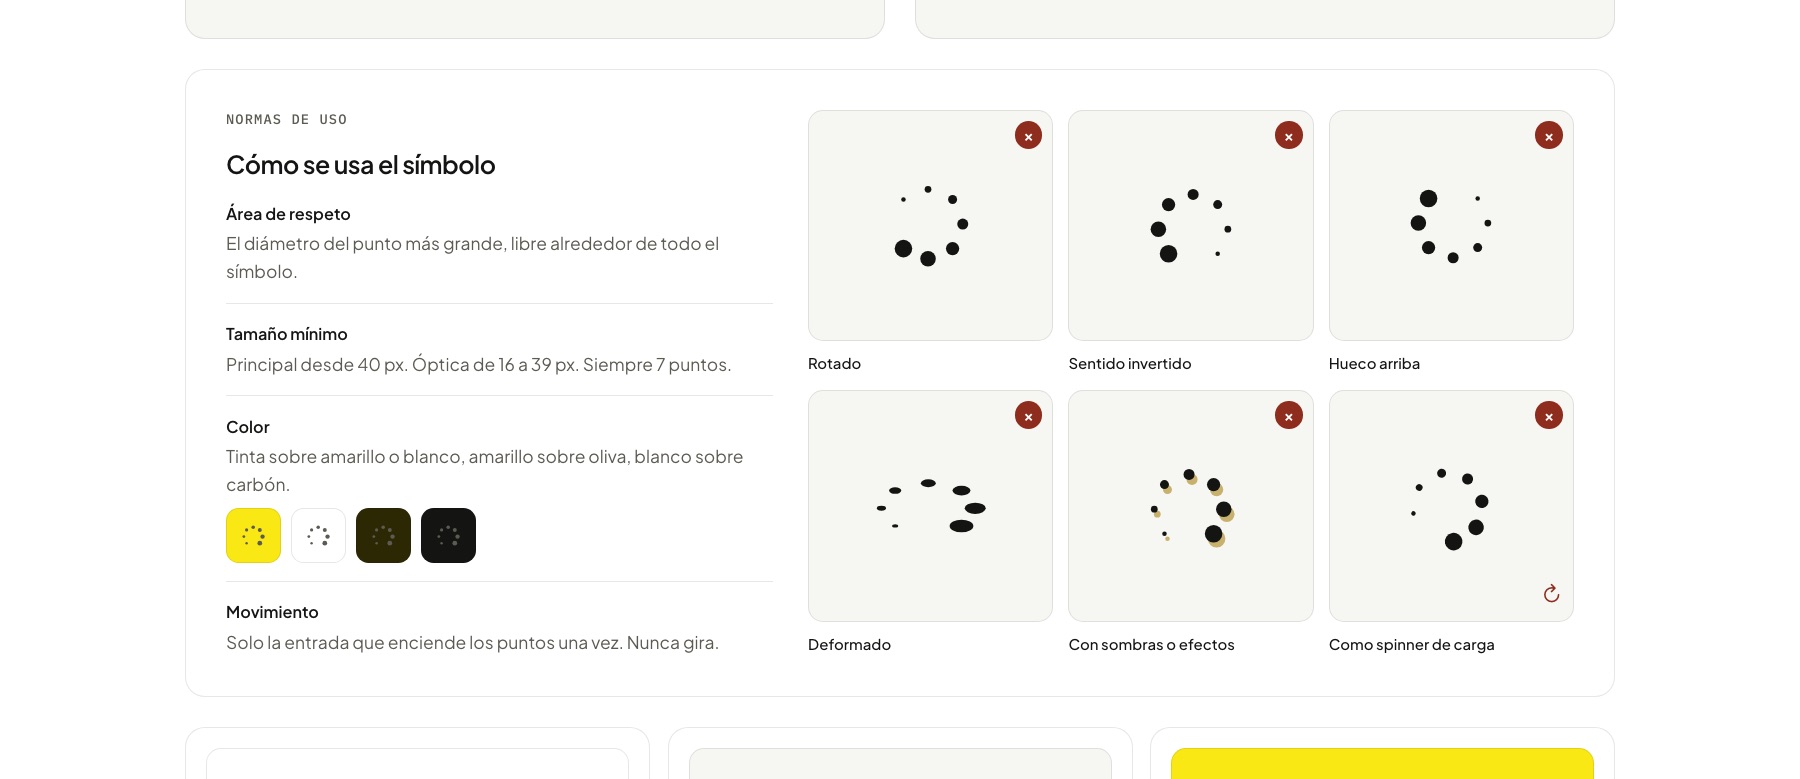 NORMAS DE USO
Cómo se usa el símbolo
Área de respeto
El diámetro del punto más grande, libre alrededor de todo el
símbolo.
Tamaño mínimo
Principal desde 40 px. Óptica de 16 a 39 px. Siempre 7 puntos.
Color
Tinta sobre amarillo o blanco, amarillo sobre oliva, blanco sobre
carbón.
Movimiento
Solo la entrada que enciende los puntos una vez. Nunca gira.
Rotado
Sentido invertido
Hueco arriba
Deformado
Con sombras o efectos
Como spinner de carga